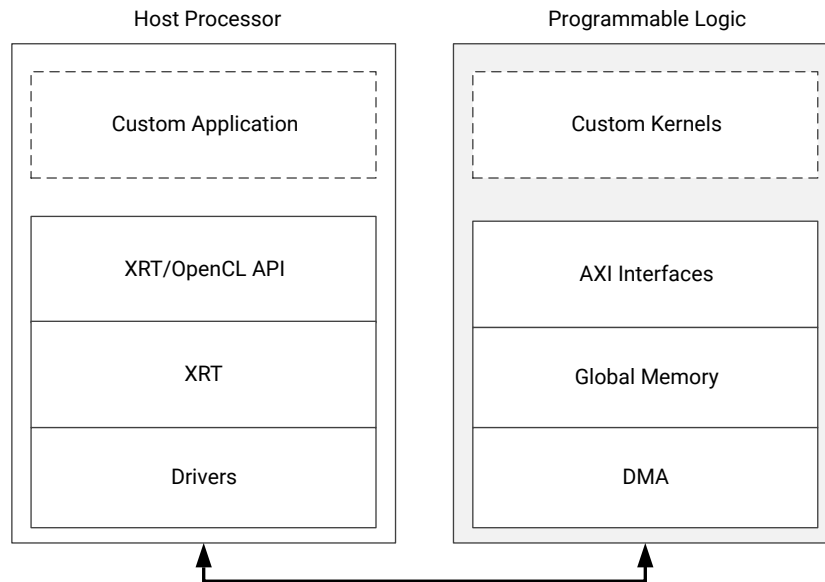 Host Processor
Custom Application
XRT/OpenCL API
XRT
Drivers
Programmable Logic
Custom Kernels
AXI Interfaces
Global Memory
DMA